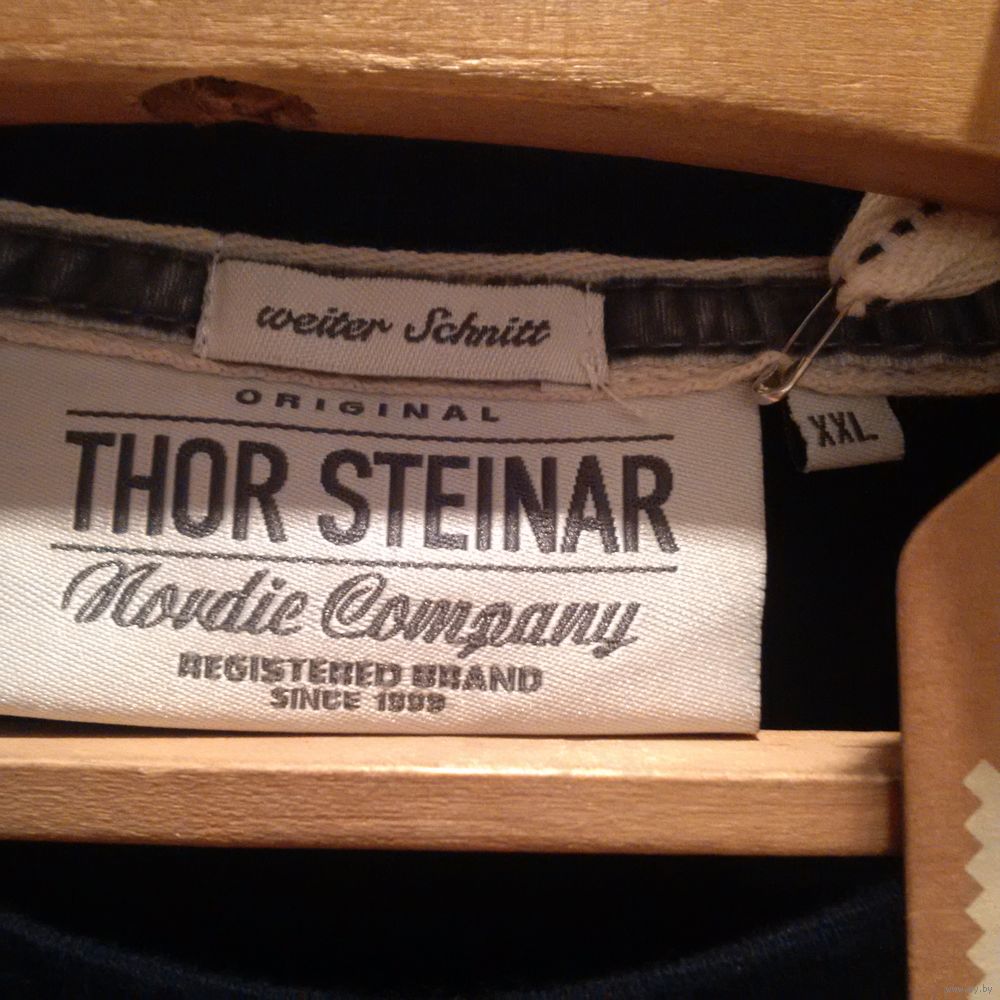 weiter Schnitt
ORIGINAL
THOR STEINAR
XXL
Nordic Company
REGISTERED BRAND
SINCE 1999